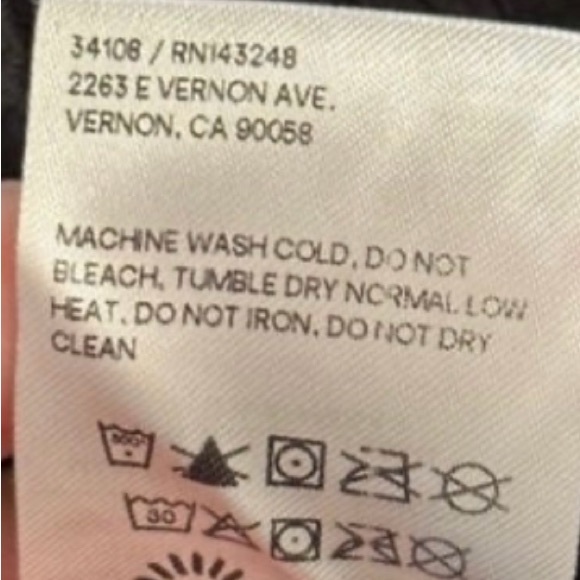 34108 / RN143248
2263 E VERNON AVE.
VERNON, CA 90058
MACHINE WASH COLD, DO NOT
BLEACH, TUMBLE DRY NORMAL LOW
HEAT, DO NOT IRON, DO NOT DRY
CLEAN
30